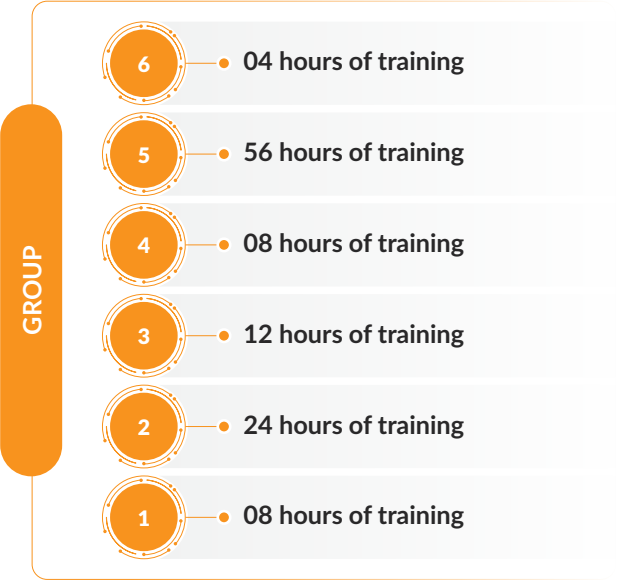 GROUP
6
04 hours of training
5
56 hours of training
4
08 hours of training
3
12 hours of training
2
24 hours of training
1
08 hours of training